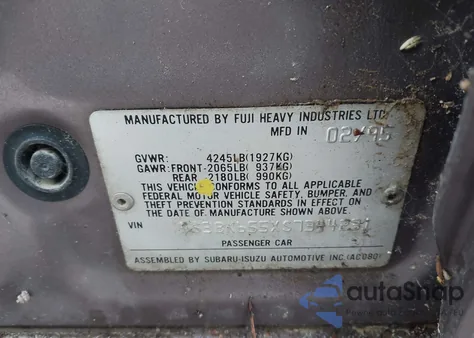 MANUFACTURED BY FUJI HEAVY INDUSTRIES LTD.
MFD IN 02/95
GVWR: 4245LB(1927KG)
GAWR:FRONT-2065LB( 937KG)
REAR -2180LB( 990KG)
THIS VEHICLE CONFORMS TO ALL APPLICABLE
FEDERAL MOTOR VEHICLE SAFETY, BUMPER, AND
THEFT PREVENTION STANDARDS IN EFFECT ON
THE DATE OF MANUFACTURE SHOWN ABOVE.
VIN
PASSENGER CAR
ASSEMBLED BY SUBARU-ISUZU AUTOMOTIVE INC (AC080)
autoSnap